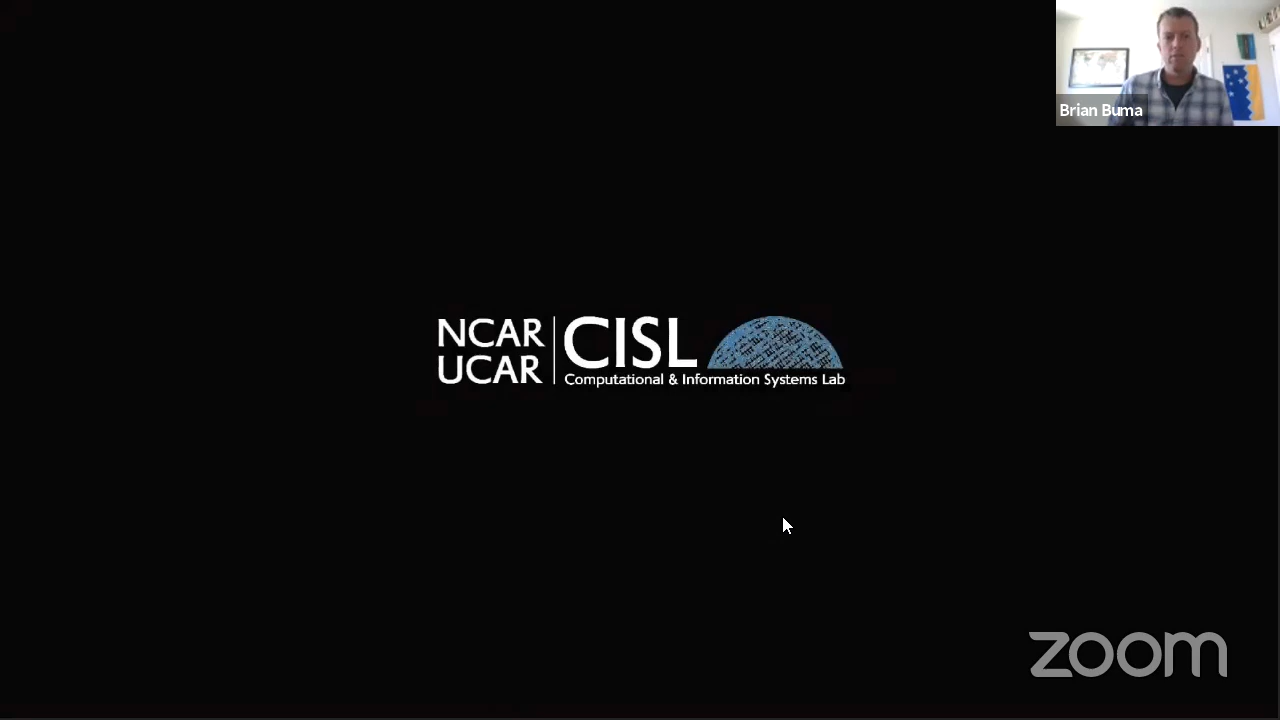 Brian Buma
NCAR
UCAR
CISL
Computational & Information Systems Lab
zoom